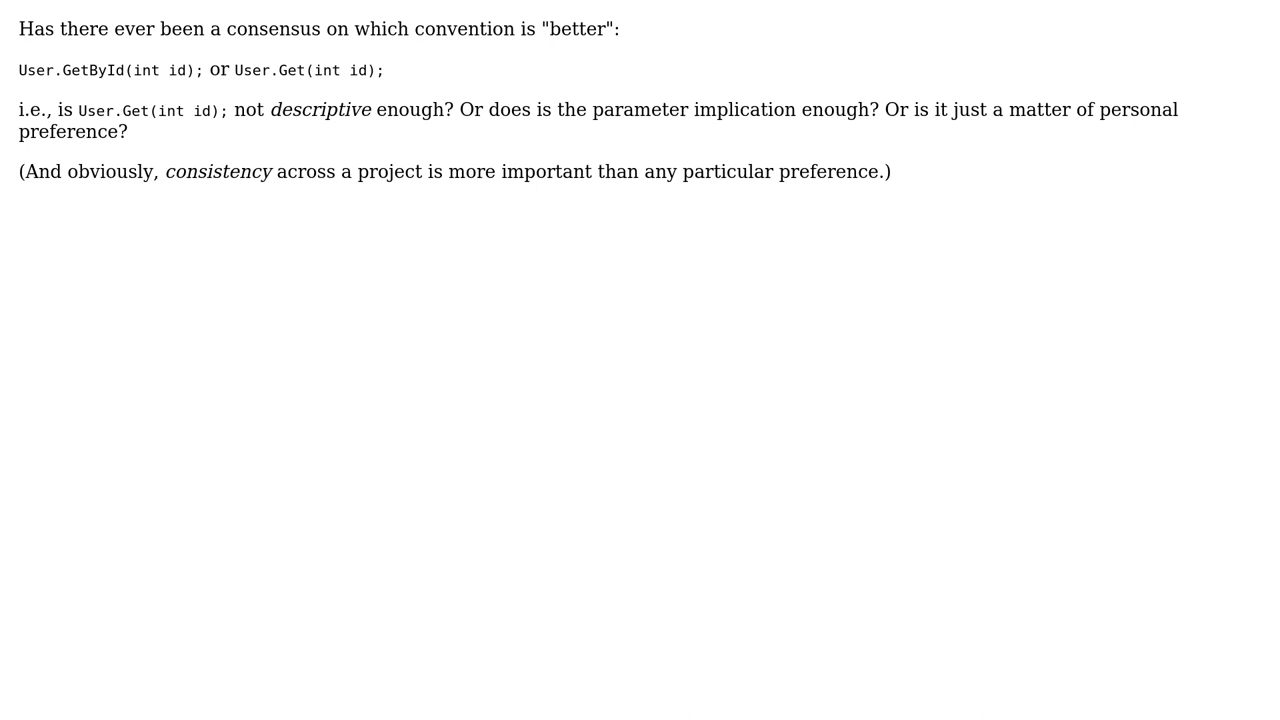 Has there ever been a consensus on which convention is "better":
User.GetById(int id); or User.Get(int id);
i.e., is User.Get(int id); not descriptive enough? Or does is the parameter implication enough? Or is it just a matter of personal
preference?
(And obviously, consistency across a project is more important than any particular preference.)